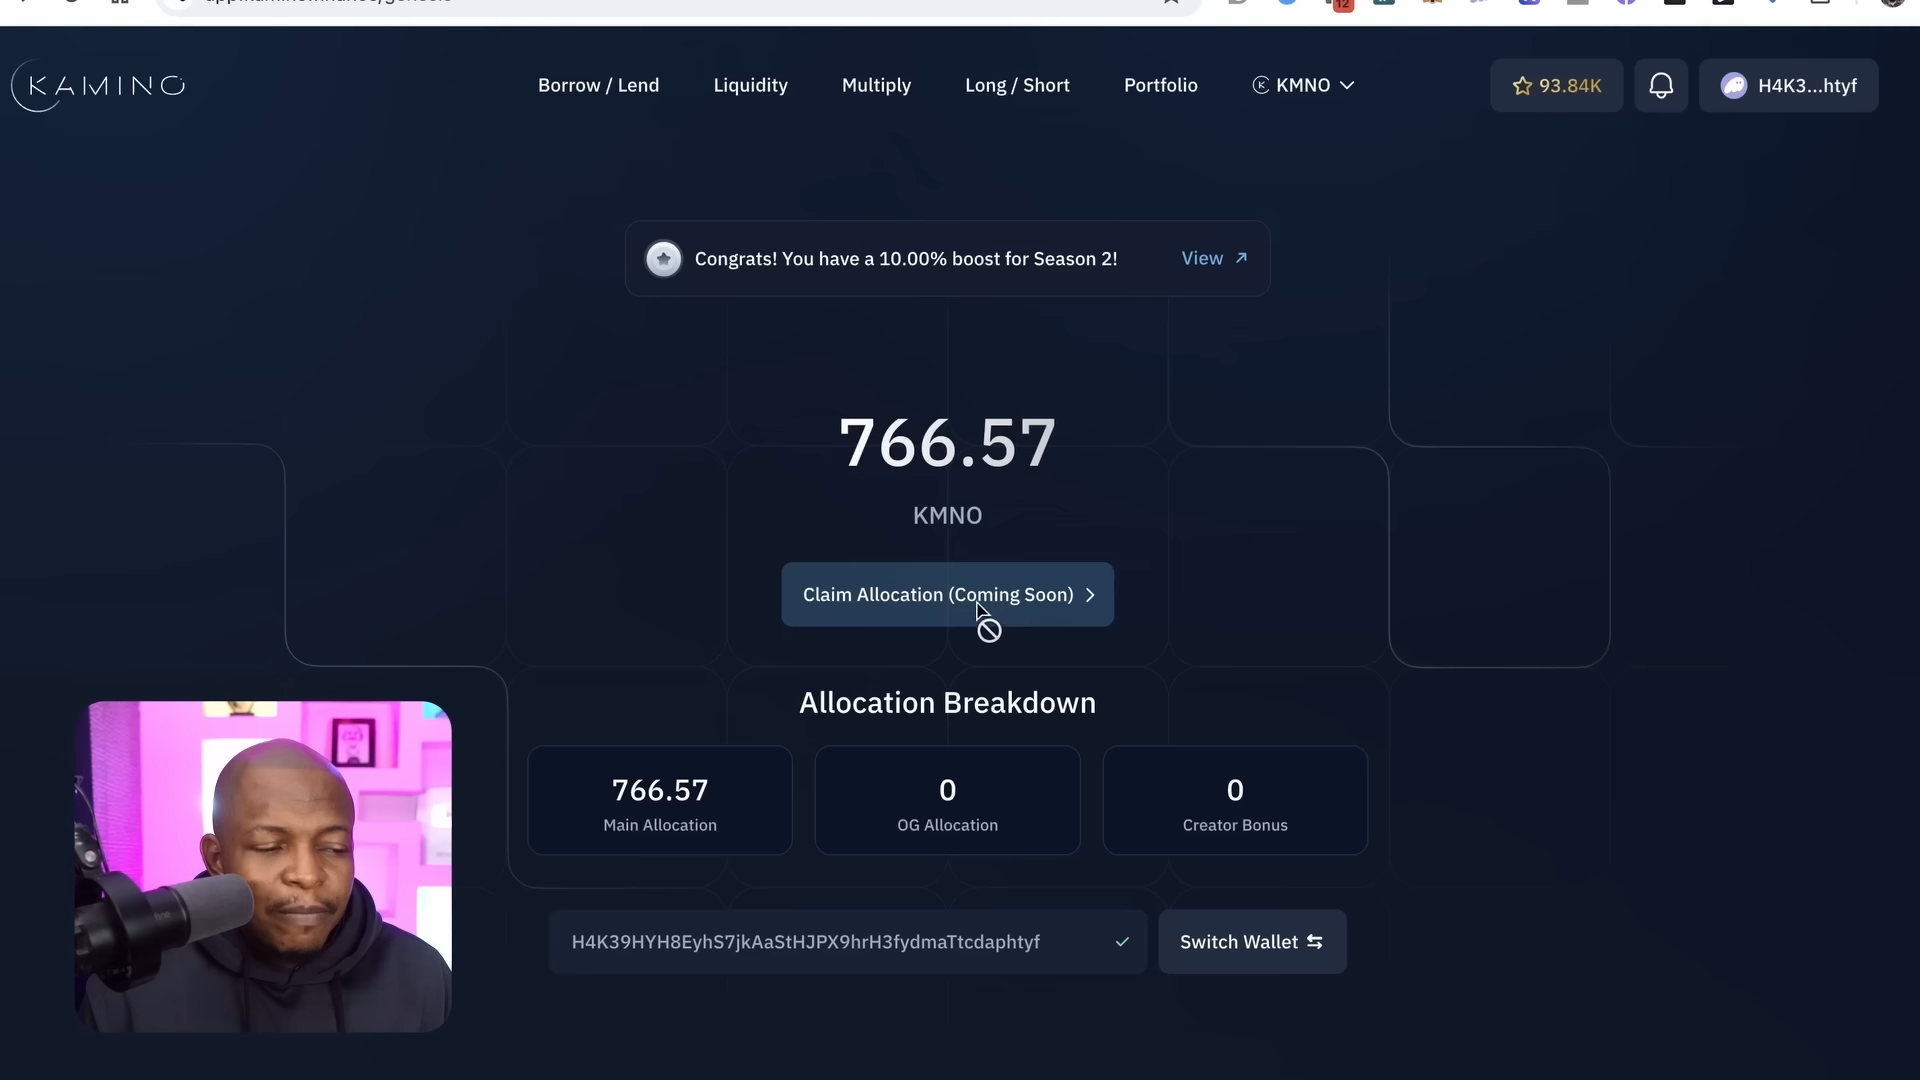 KAMINO
Borrow / Lend
Liquidity
Multiply
Long / Short
Portfolio
KMNO
93.84K
H4K3...htyf
12
Congrats! You have a 10.00% boost for Season 2!
View
766.57
KMNO
Claim Allocation (Coming Soon)
Allocation Breakdown
766.57
Main Allocation
0
OG Allocation
0
Creator Bonus
H4K39HYH8EyhS7jkAaStHJPX9hrH3fydmaTtcdaphtyf
Switch Wallet